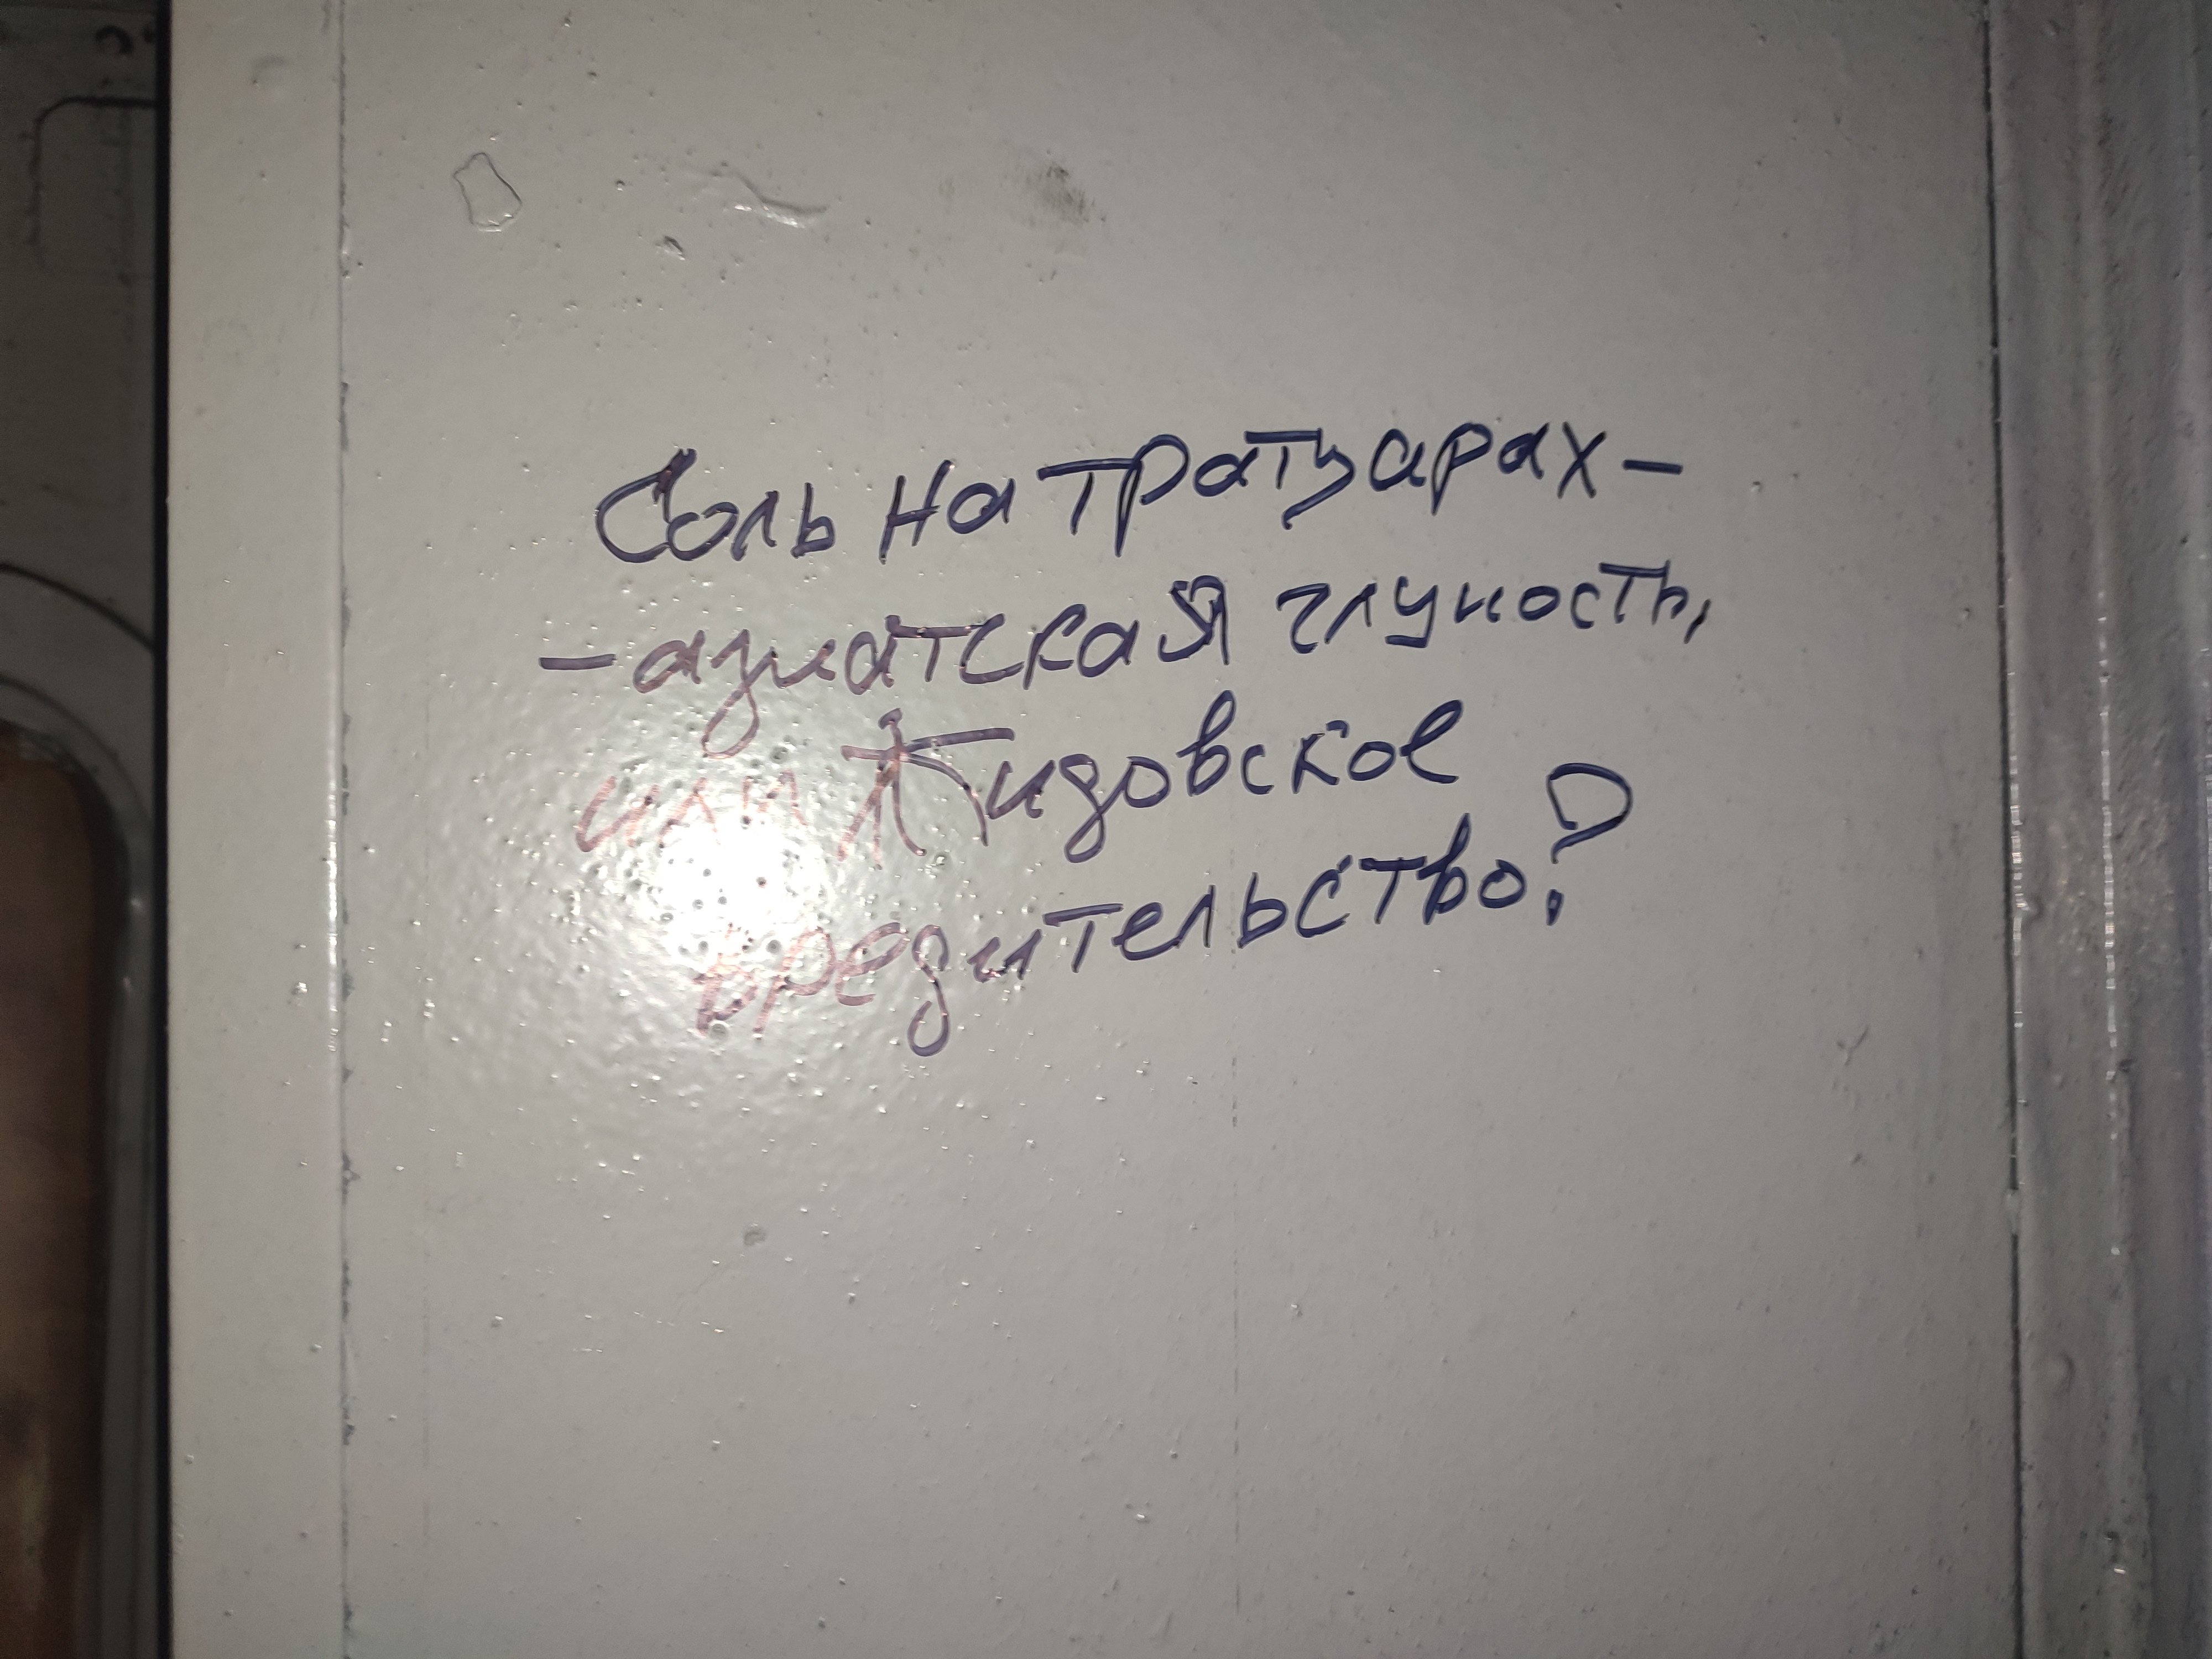 Соль на тратуарах -
- азиатская глупость,
или Жидовское
вредительство?